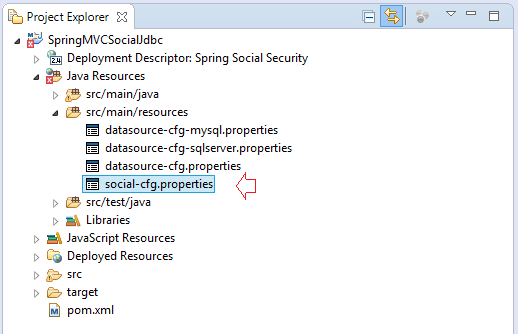 Project Explorer
SpringMVCSocialJdbc
Deployment Descriptor: Spring Social Security
Java Resources
src/main/java
src/main/resources
datasource-cfg-mysql.properties
datasource-cfg-sqlserver.properties
datasource-cfg.properties
social-cfg.properties
src/test/java
Libraries
JavaScript Resources
Deployed Resources
src
target
pom.xml